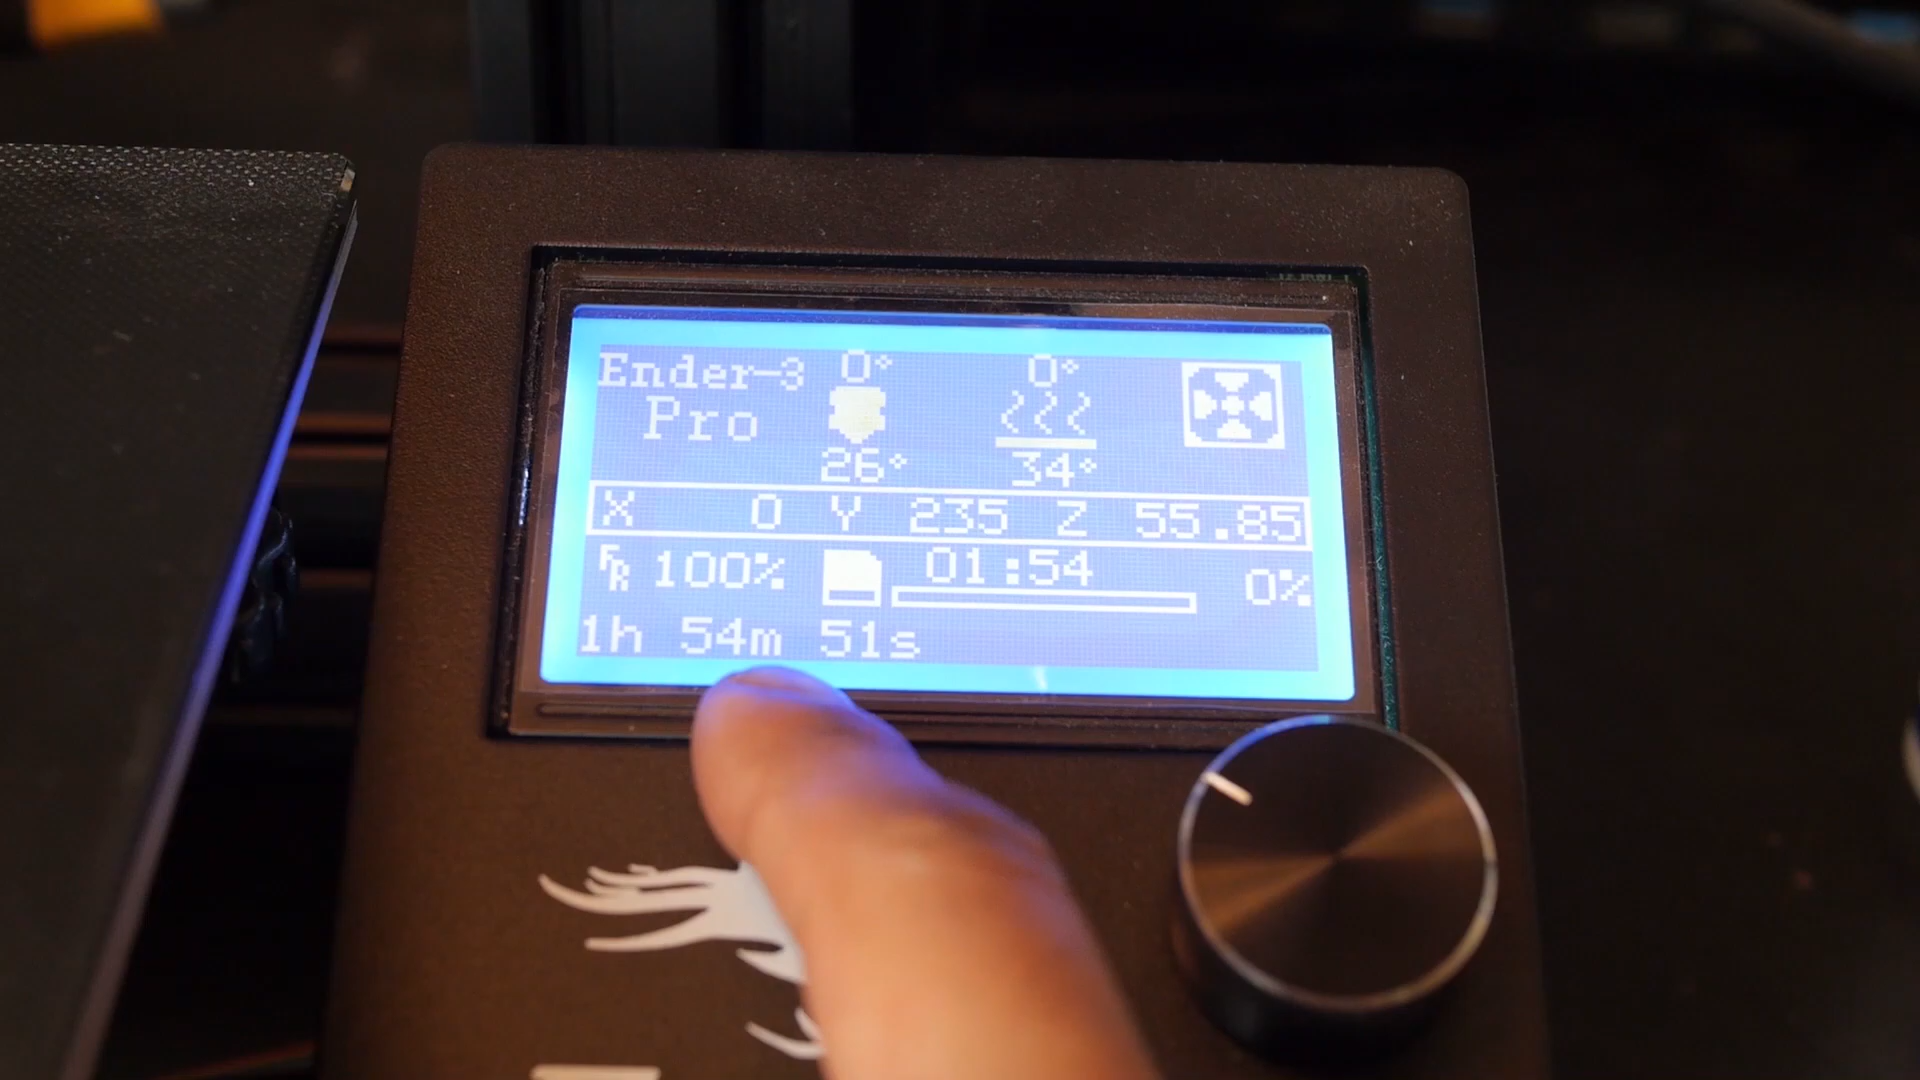 Ender-3 0° 0°
Pro
26° 34°
X 0 Y 235 Z 55.85
FR 100% 01:54 0%
1h 54m 51s